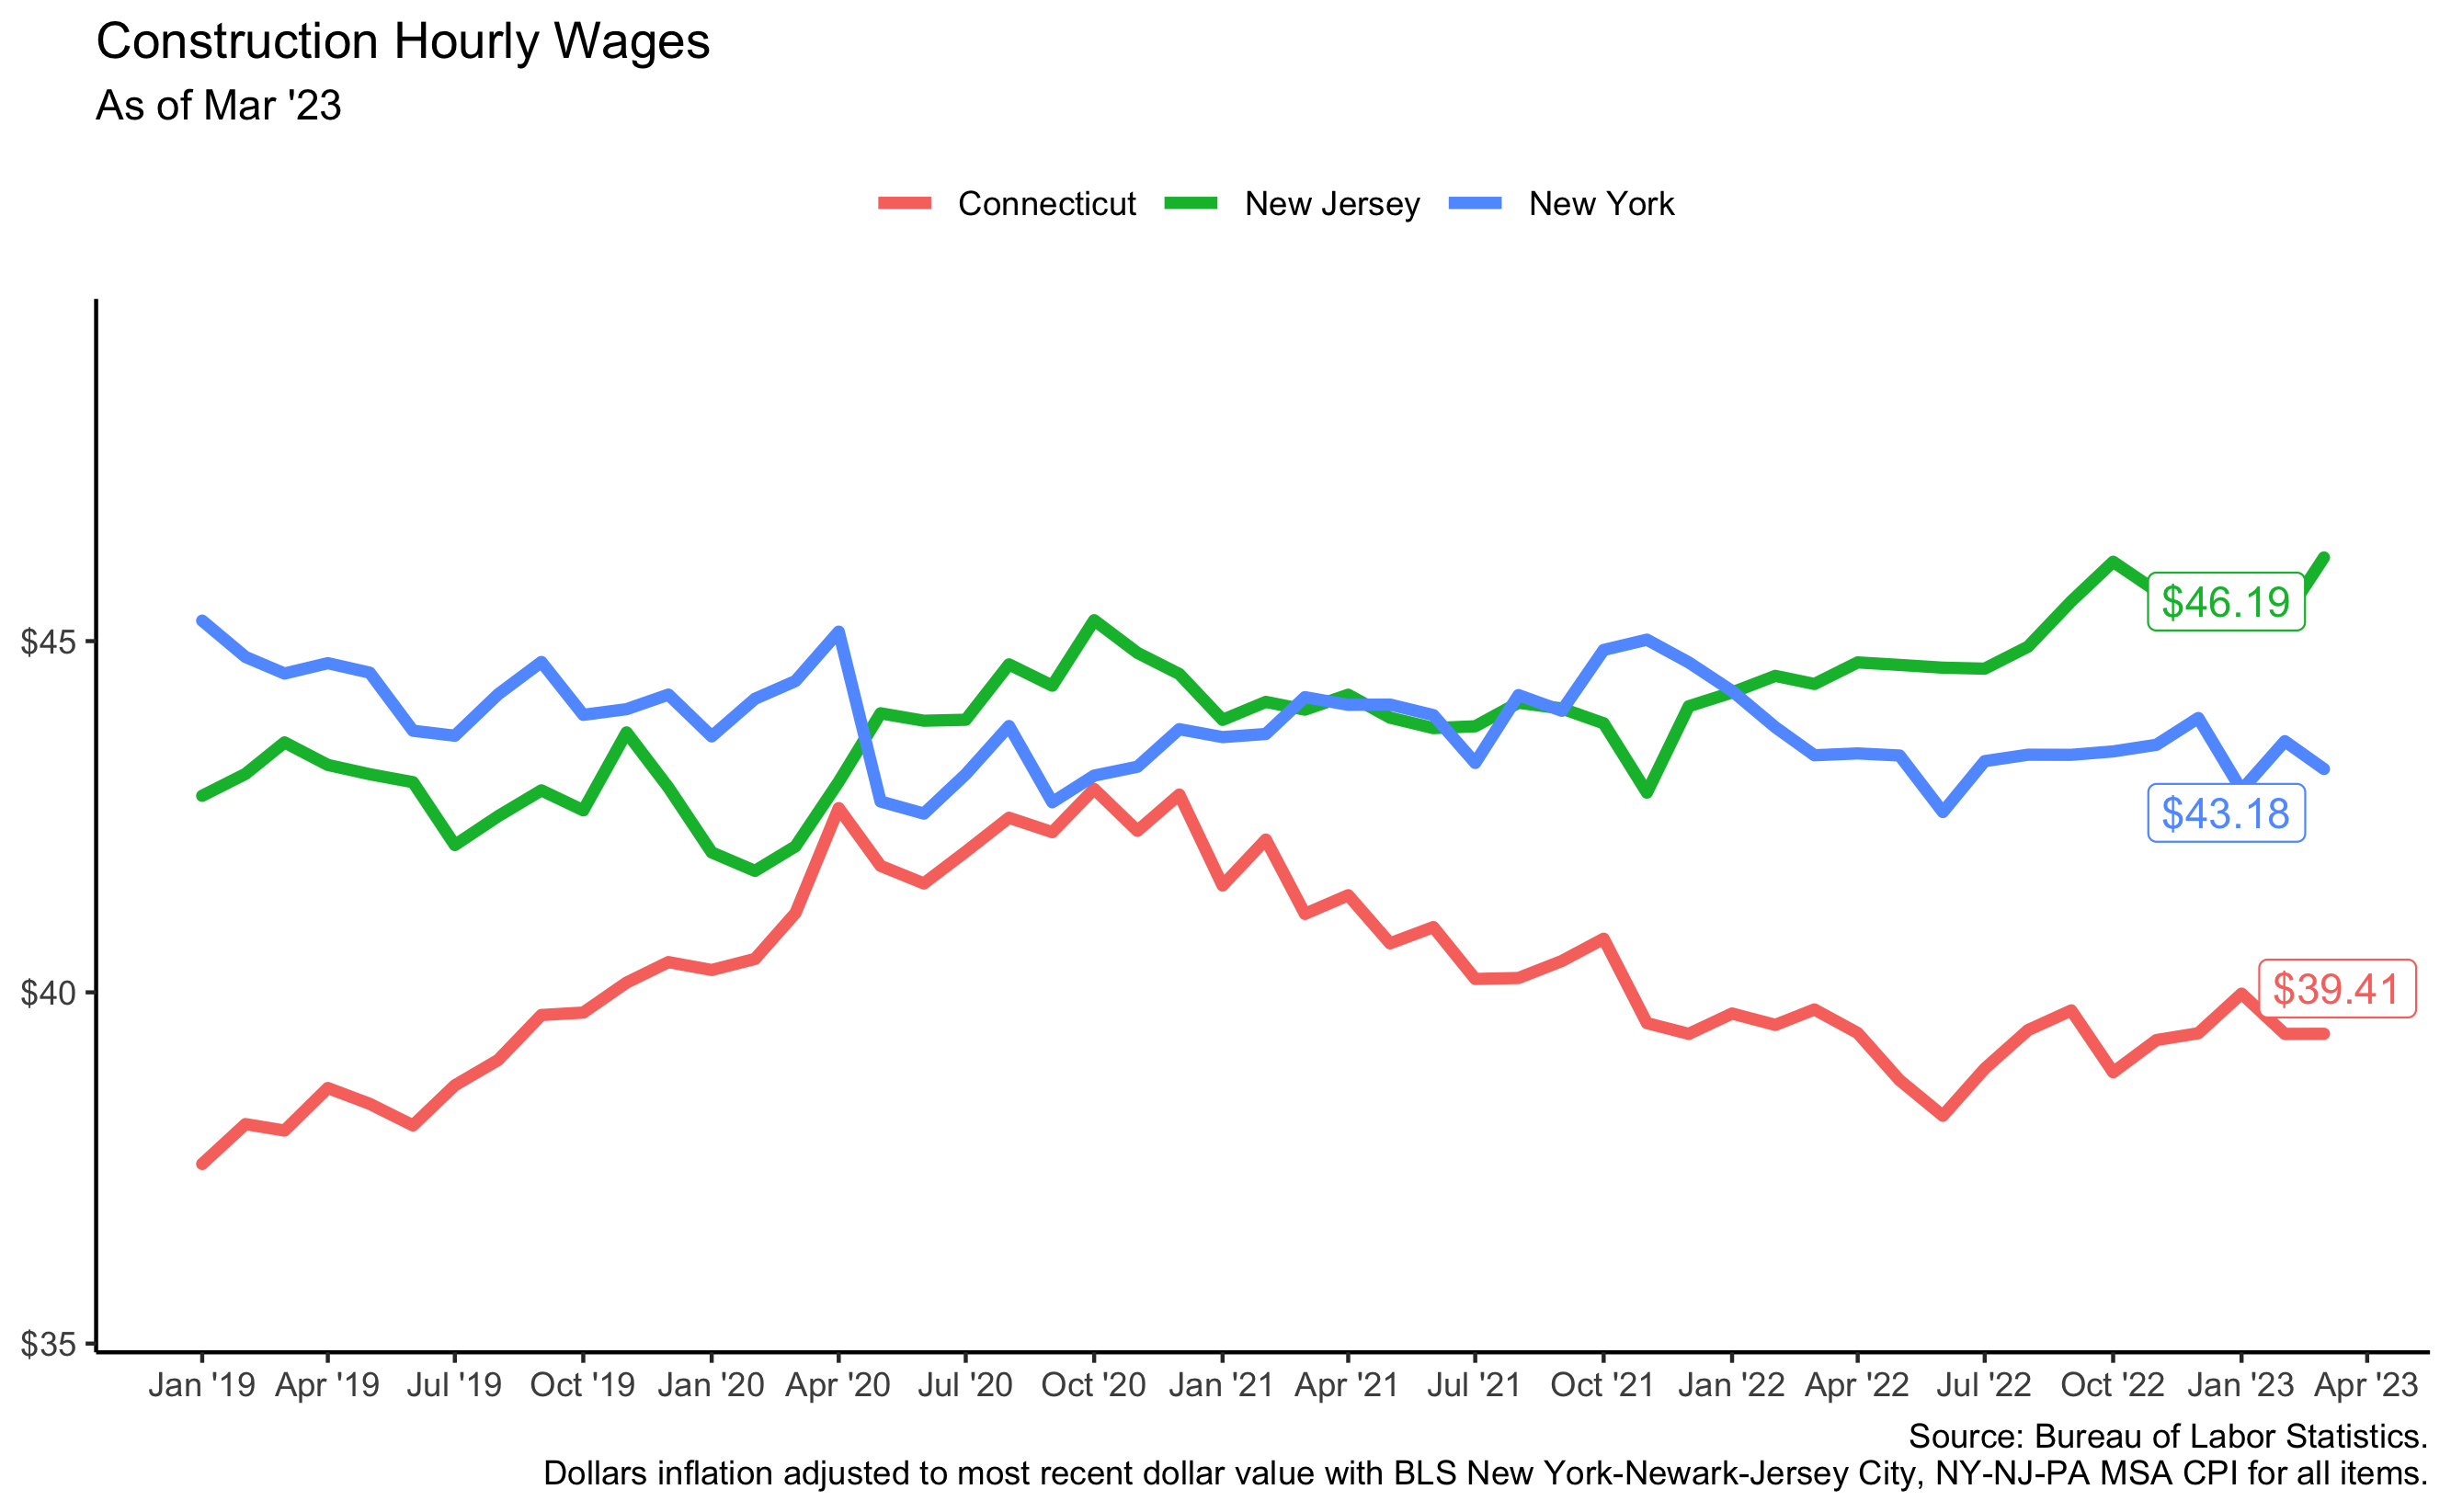 Construction Hourly Wages
As of Mar '23
Connecticut New Jersey New York
$45
$40
$35
$46.19
$43.18
$39.41
Jan '19 Apr '19 Jul '19 Oct '19 Jan '20 Apr '20 Jul '20 Oct '20 Jan '21 Apr '21 Jul '21 Oct '21 Jan '22 Apr '22 Jul '22 Oct '22 Jan '23 Apr '23
Source: Bureau of Labor Statistics.
Dollars inflation adjusted to most recent dollar value with BLS New York-Newark-Jersey City, NY-NJ-PA MSA CPI for all items.